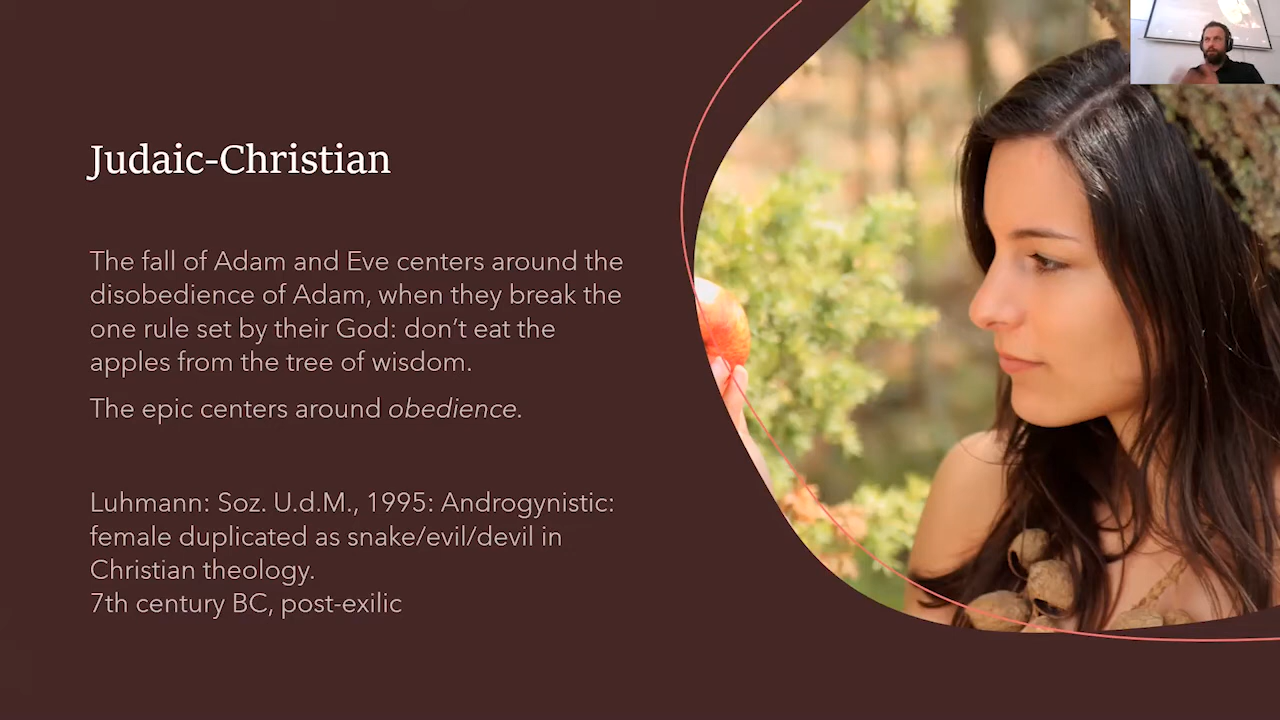 Judaic-Christian
The fall of Adam and Eve centers around the
disobedience of Adam, when they break the
one rule set by their God: don’t eat the
apples from the tree of wisdom.
The epic centers around obedience.
Luhmann: Soz. U.d.M., 1995: Androgynistic:
female duplicated as snake/evil/devil in
Christian theology.
7th century BC, post-exilic